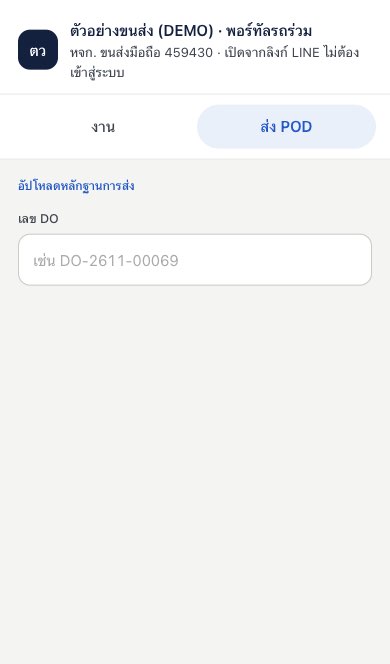 ตว
ตัวอย่างขนส่ง (DEMO) · พอร์ทัลรถร่วม
หจก. ขนส่งมือถือ 459430 · เปิดจากลิงก์ LINE ไม่ต้อง
เข้าสู่ระบบ
งาน
ส่ง POD
อัปโหลดหลักฐานการส่ง
เลข DO
เช่น DO-2611-00069